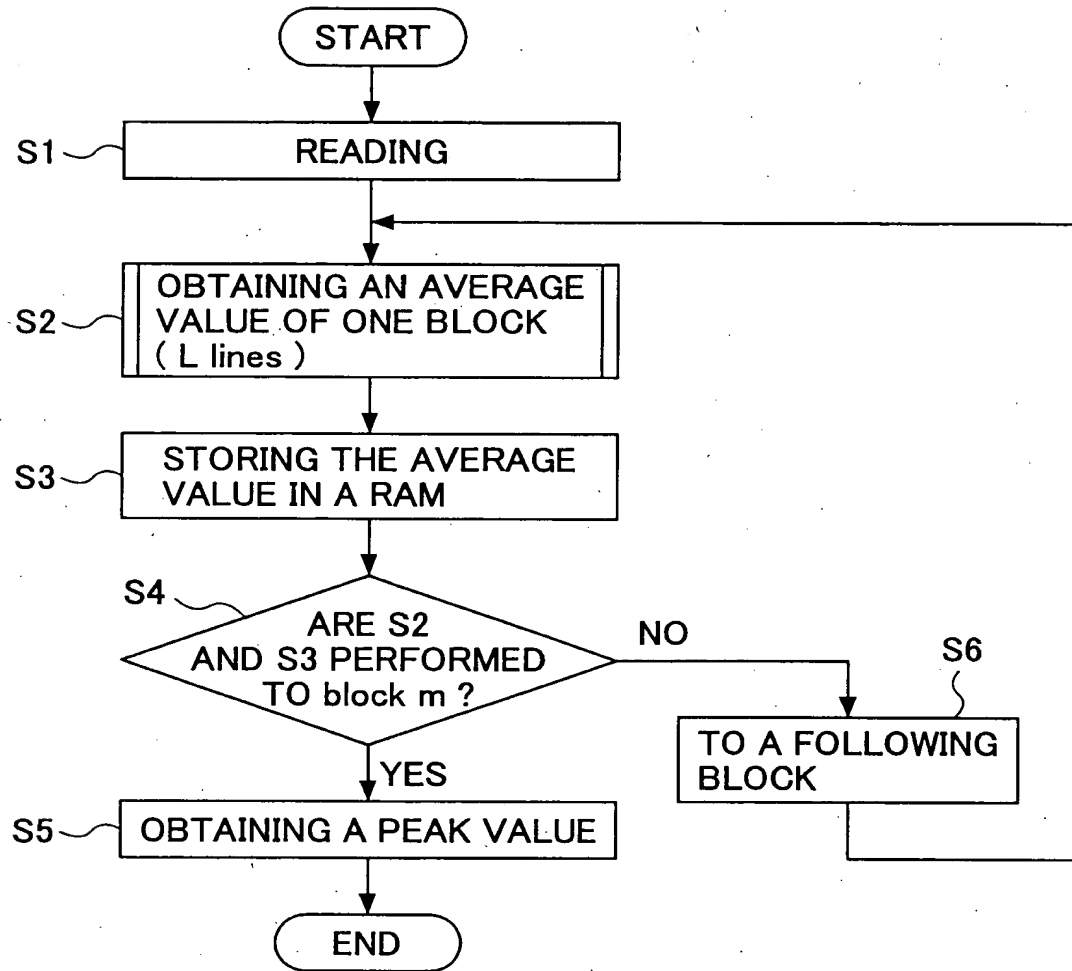 START
S1
READING
S2
OBTAINING AN AVERAGE
VALUE OF ONE BLOCK
( L lines )
S3
STORING THE AVERAGE
VALUE IN A RAM
S4
ARE S2
AND S3 PERFORMED
TO block m ?
NO
S6
TO A FOLLOWING
BLOCK
YES
S5
OBTAINING A PEAK VALUE
END